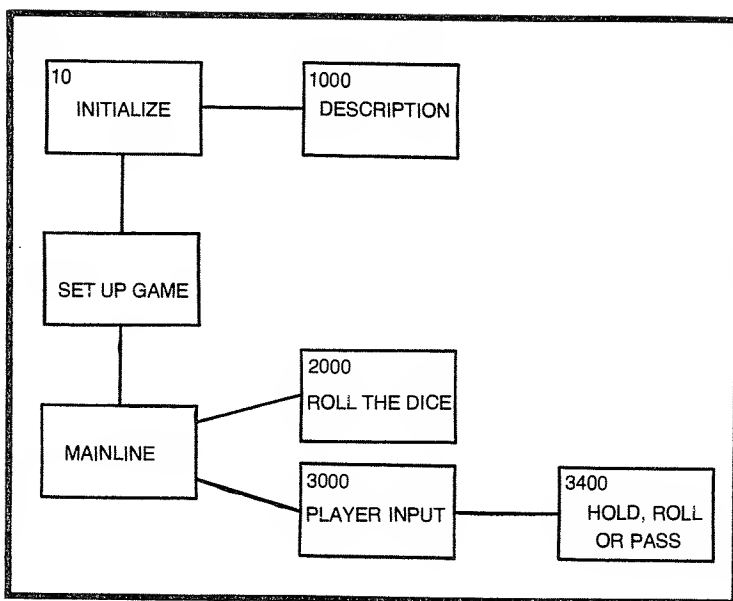 10
INITIALIZE
1000
DESCRIPTION
SET UP GAME
2000
ROLL THE DICE
MAINLINE
3000
PLAYER INPUT
3400
HOLD, ROLL
OR PASS